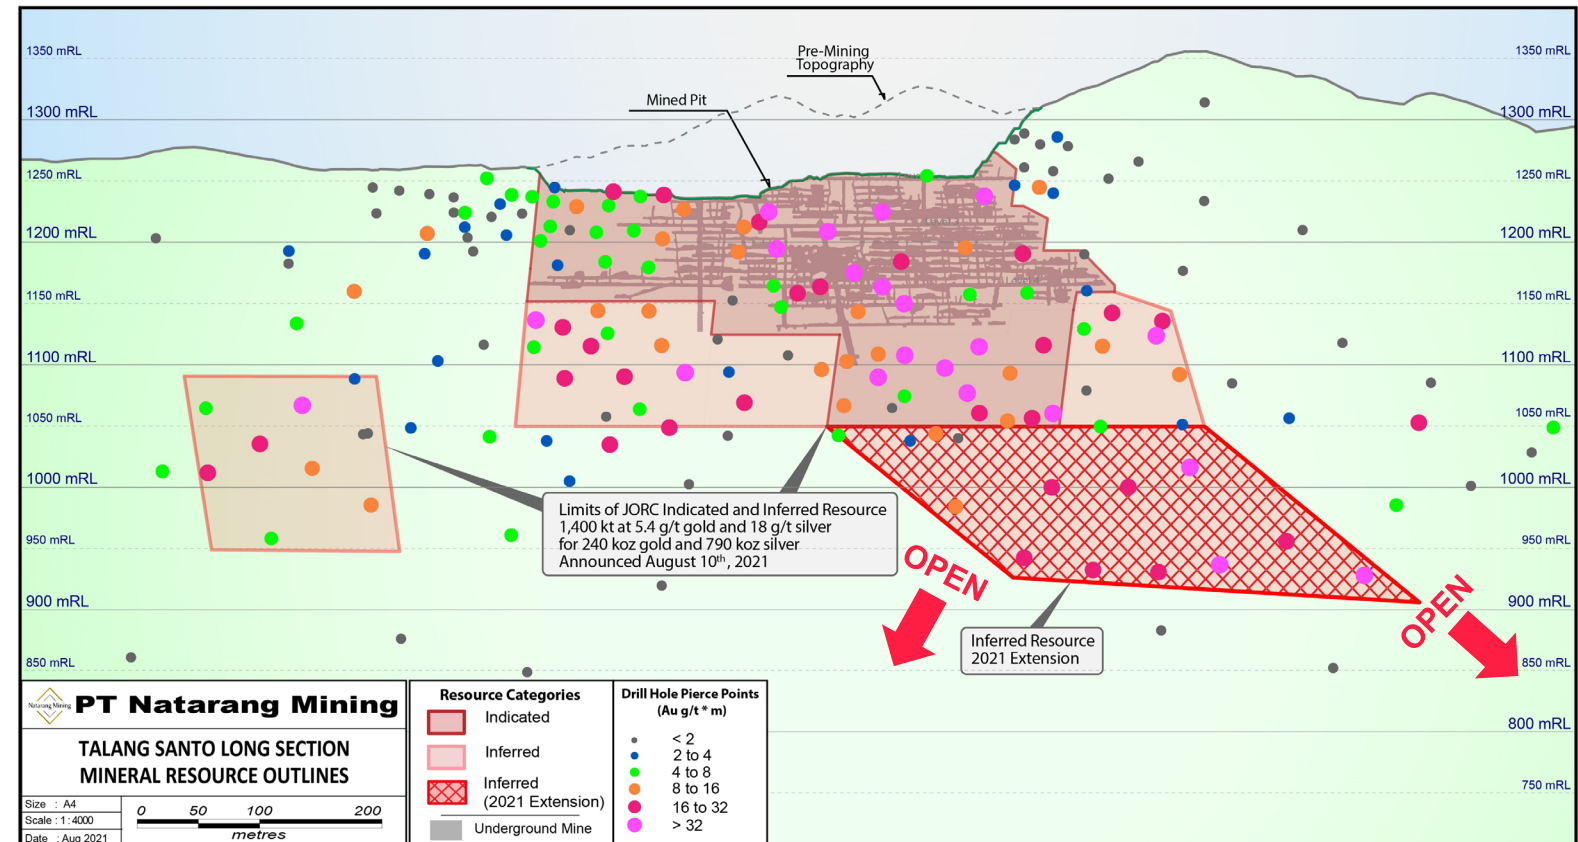 Pre-Mining
Topography
Mined Pit
1350 mRL
1350 mRL
1300 mRL
1300 mRL
1250 mRL
1250 mRL
1200 mRL
1200 mRL
1150 mRL
1150 mRL
1100 mRL
1100 mRL
1050 mRL
1050 mRL
1000 mRL
1000 mRL
950 mRL
950 mRL
900 mRL
900 mRL
850 mRL
850 mRL
800 mRL
750 mRL
Limits of JORC Indicated and Inferred Resource
1,400 kt at 5.4 g/t gold and 18 g/t silver
for 240 koz gold and 790 koz silver
Announced August 10th, 2021
OPEN
OPEN
Inferred Resource
2021 Extension
Natarang Mining
PT Natarang Mining
TALANG SANTO LONG SECTION
MINERAL RESOURCE OUTLINES
Size : A4
Scale : 1 : 4000
Date : Aug 2021
0 50 100 200
metres
Resource Categories
Indicated
Inferred
Inferred
(2021 Extension)
Underground Mine
Drill Hole Pierce Points
(Au g/t * m)
< 2
2 to 4
4 to 8
8 to 16
16 to 32
> 32